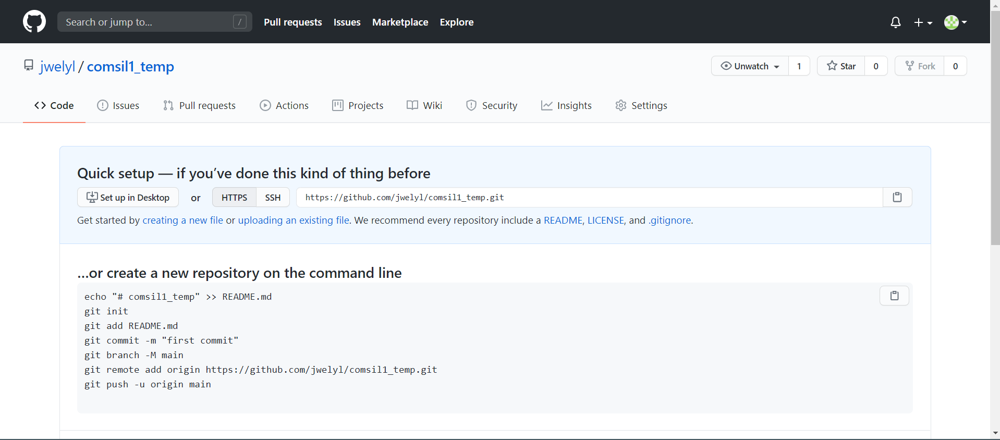 Search or jump to... / Pull requests Issues Marketplace Explore
jwelyl / comsil1_temp Unwatch 1 Star 0 Fork 0
Code Issues Pull requests Actions Projects Wiki Security Insights Settings
Quick setup — if you’ve done this kind of thing before
Set up in Desktop or HTTPS SSH https://github.com/jwelyl/comsil1_temp.git
Get started by creating a new file or uploading an existing file. We recommend every repository include a README, LICENSE, and .gitignore.
…or create a new repository on the command line
echo "# comsil1_temp" >> README.md
git init
git add README.md
git commit -m "first commit"
git branch -M main
git remote add origin https://github.com/jwelyl/comsil1_temp.git
git push -u origin main